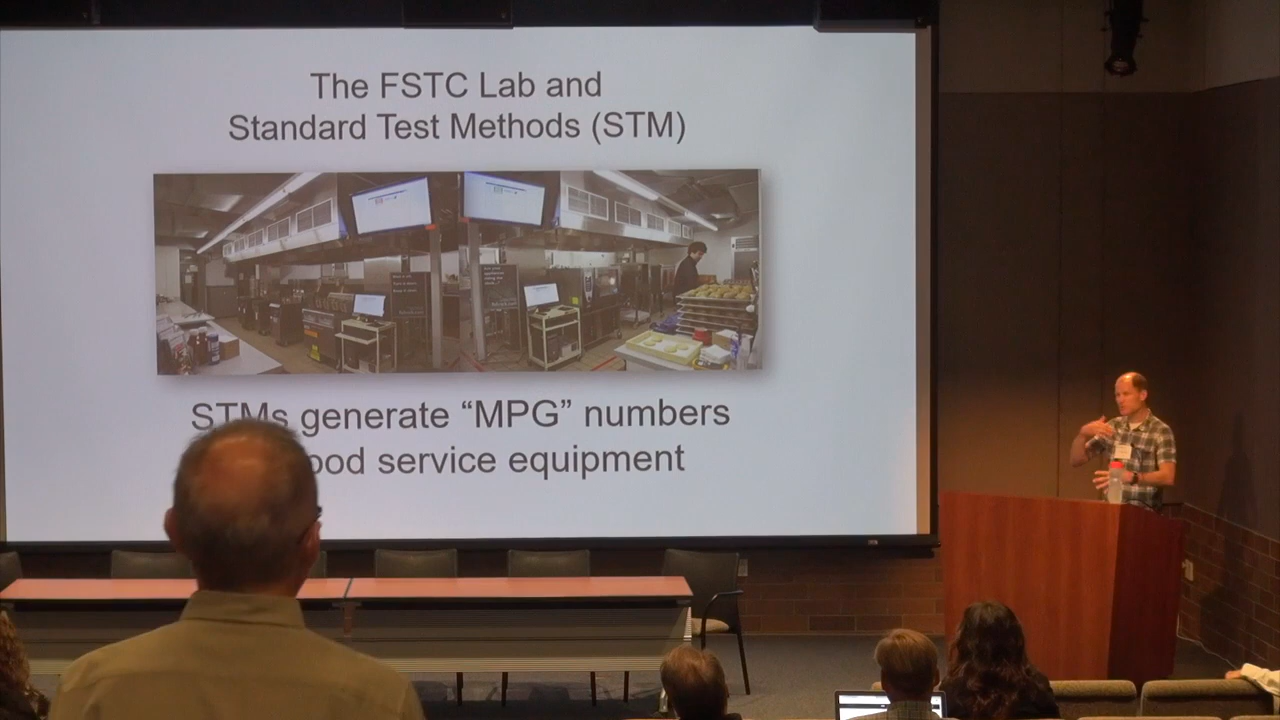 The FSTC Lab and
Standard Test Methods (STM)
STMs generate “MPG” numbers
ood service equipment